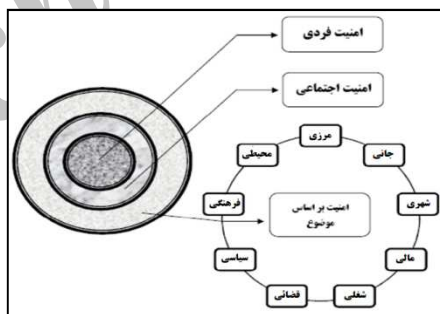 امنیت فردی
امنیت اجتماعی
مرزی
جانی
محیطی
شهری
فرهنگی
امنیت بر اساس
موضوع
مالی
سیاسی
شغلی
قضائی